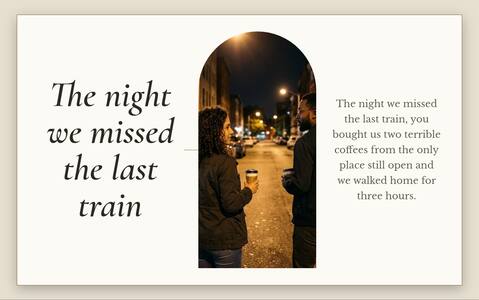 The night
we missed
the last
train
The night we missed
the last train, you
bought us two terrible
coffees from the only
place still open and
we walked home for
three hours.